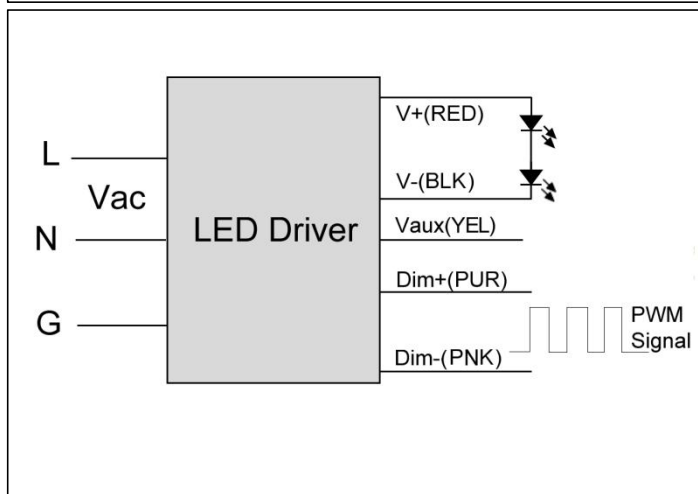 L
Vac
N
G
LED Driver
V+(RED)
V-(BLK)
Vaux(YEL)
Dim+(PUR)
Dim-(PNK)
PWM
Signal